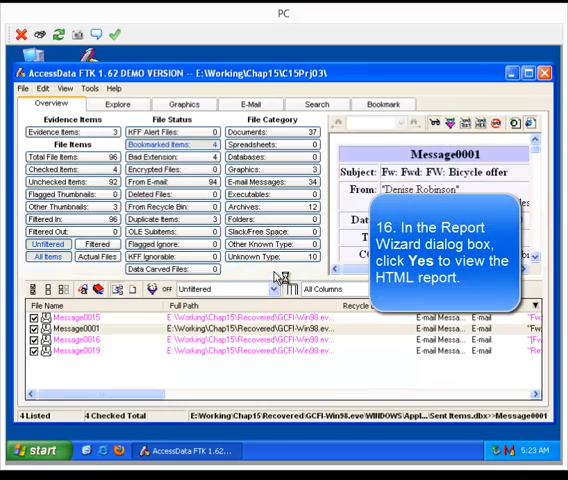 PC
AccessData FTK 1.62 DEMO VERSION -- E:\Working\Chap15\C15Prj03\
File Edit View Tools Help
Overview Explore Graphics E-Mail Search Bookmark
Evidence Items File Status File Category
Evidence Items: 3 KFF Alert Files: 0 Documents: 37
File Items Bookmarked Items: 4 Spreadsheets: 0
Total File Items: 96 Bad Extension: 4 Databases: 0
Checked Items: 4 Encrypted Files: 0 Graphics: 3
Unchecked Items: 92 From E-mail: 94 E-mail Messages: 34
Flagged Thumbnails: 0 Deleted Files: 0 Executables: 0
Other Thumbnails: 3 From Recycle Bin: 0 Archives: 12
Filtered In: 96 Duplicate Items: 3 Folders: 0
Filtered Out: 0 OLE Subitems: 0 Slack/Free Space: 0
Unfiltered Filtered Flagged Ignore: 0 Other Known Type: 0
All Items Actual Files KFF Ignorable: 0 Unknown Type: 10
Data Carved Files: 0
Message0001
Subject: Fw: Fwd: FW: Bicycle offer
From: "Denise Robinson"
16. In the Report
Wizard dialog box,
click Yes to view the
HTML report.
OFF Unfiltered All Columns
File Name Full Path
Message0015 E:\Working\Chap15\Recovered\GCFI-Win98.ev... E-mail Messa... E-mail
Message0001 E:\Working\Chap15\Recovered\GCFI-Win98.ev... E-mail Messa... E-mail
Message0016 E:\Working\Chap15\Recovered\GCFI-Win98.ev... E-mail Messa... E-mail
Message0019 E:\Working\Chap15\Recovered\GCFI-Win98.ev... E-mail Messa... E-mail
4 Listed 4 Checked Total E:\Working\Chap15\Recovered\GCFI-Win98.eve\WINDOWS\Appl...\Sent Items.dbx>>Message0001
start AccessData FTK 1.62... 5:23 AM